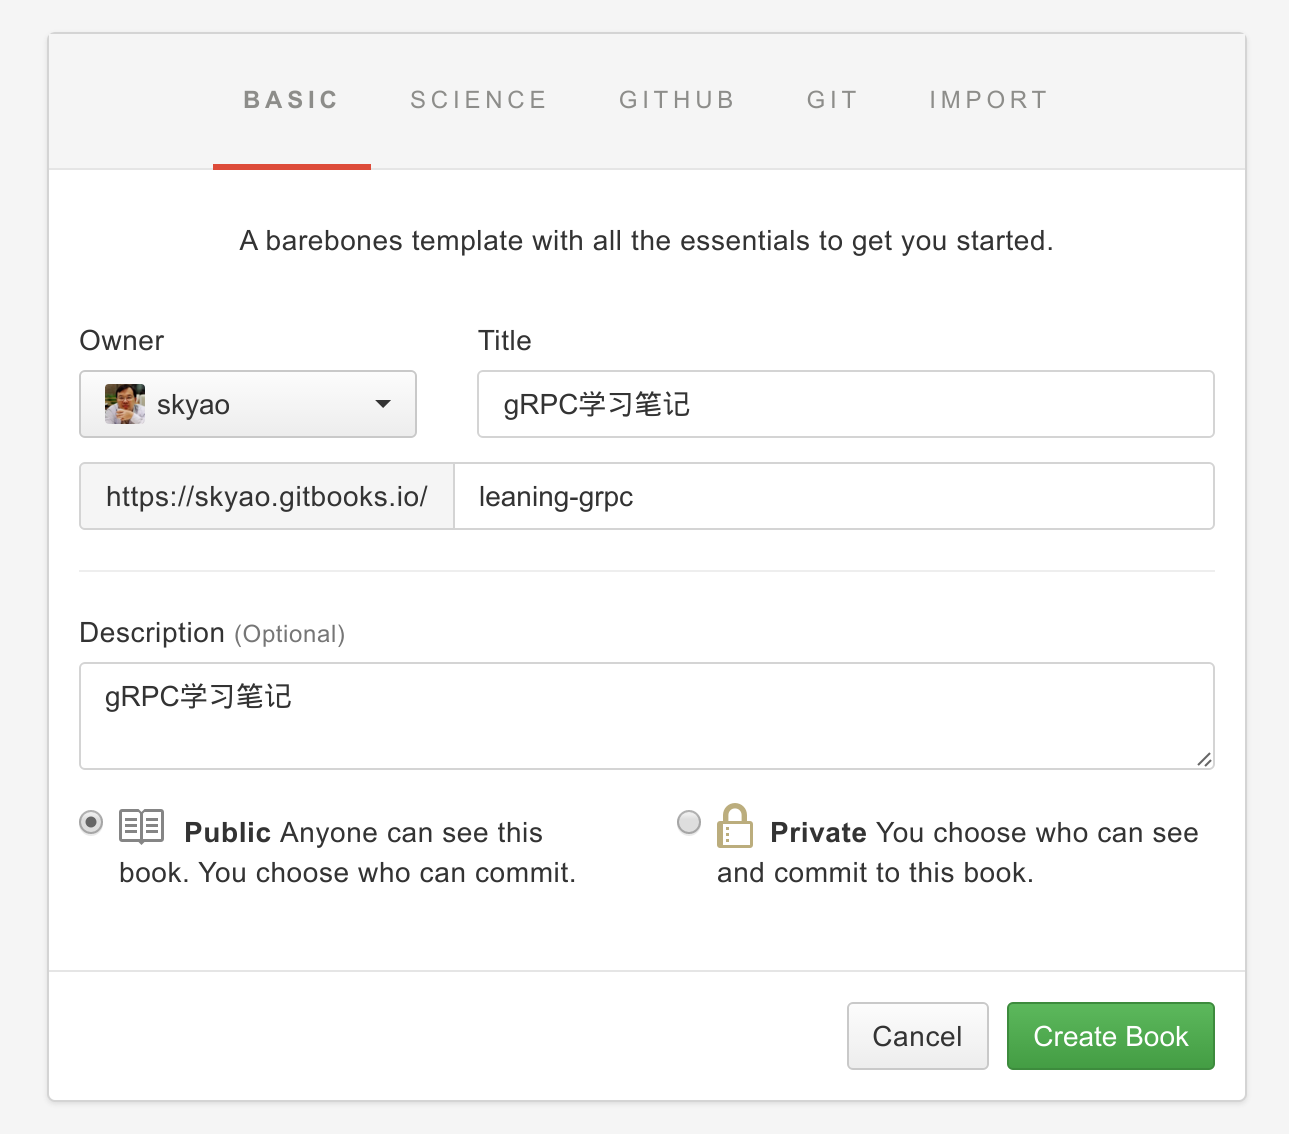 BASIC SCIENCE GITHUB GIT IMPORT
A barebones template with all the essentials to get you started.
Owner Title
skyao gRPC学习笔记
https://skyao.gitbooks.io/ leaning-grpc
Description (Optional)
gRPC学习笔记
Public Anyone can see this
book. You choose who can commit.
Private You choose who can see
and commit to this book.
Cancel Create Book